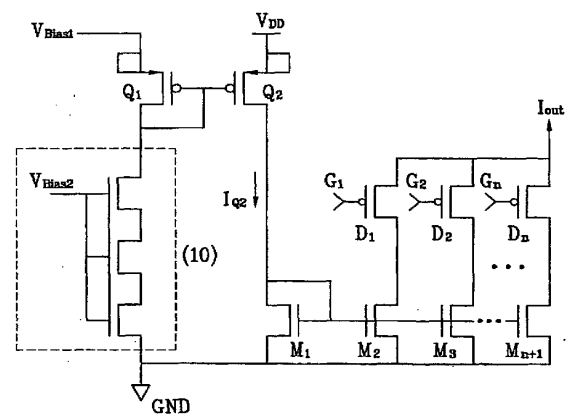 VBias1
VDD
Q1
Q2
Iout
VBias2
IQ2
G1
G2
Gn
D1
D2
Dn
(10)
• • •
M1
M2
M3
Mn+1
GND